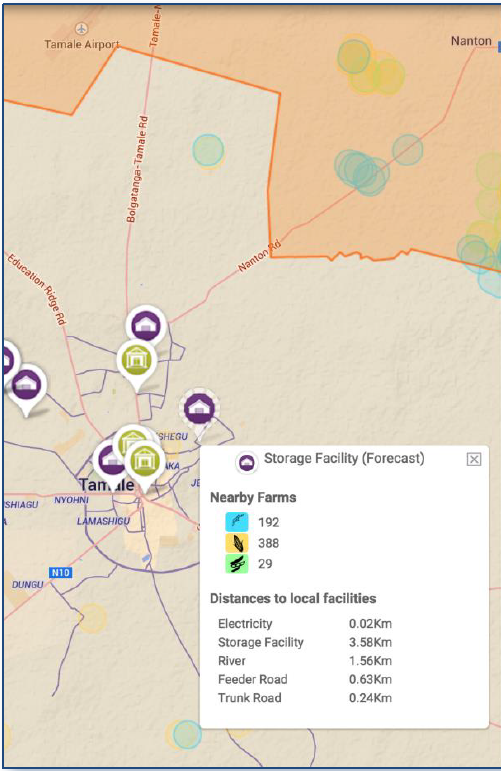 Tamale Airport
Tamale-
Nanton
Bolgatanga-Tamale Rd
Nanton Rd
Education Ridge Rd
SHEGU
AKA
Tamale
JE
SHIAGU
NYOHNI
A
LAMASHIGU
N10
DUNGU
Storage Facility (Forecast)
Nearby Farms
192
388
29
Distances to local facilities
Electricity 0.02Km
Storage Facility 3.58Km
River 1.56Km
Feeder Road 0.63Km
Trunk Road 0.24Km